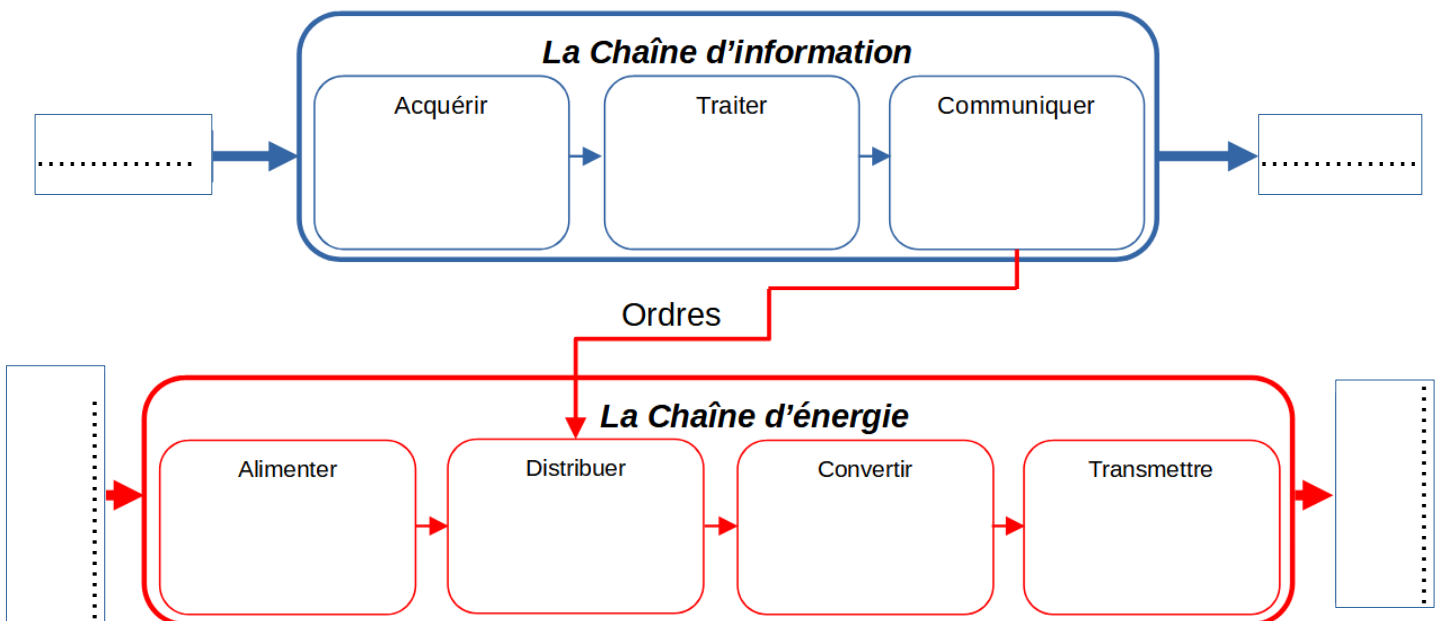 La Chaîne d'information
Acquérir
Traiter
Communiquer
...............
...............
Ordres
La Chaîne d'énergie
Alimenter
Distribuer
Convertir
Transmettre